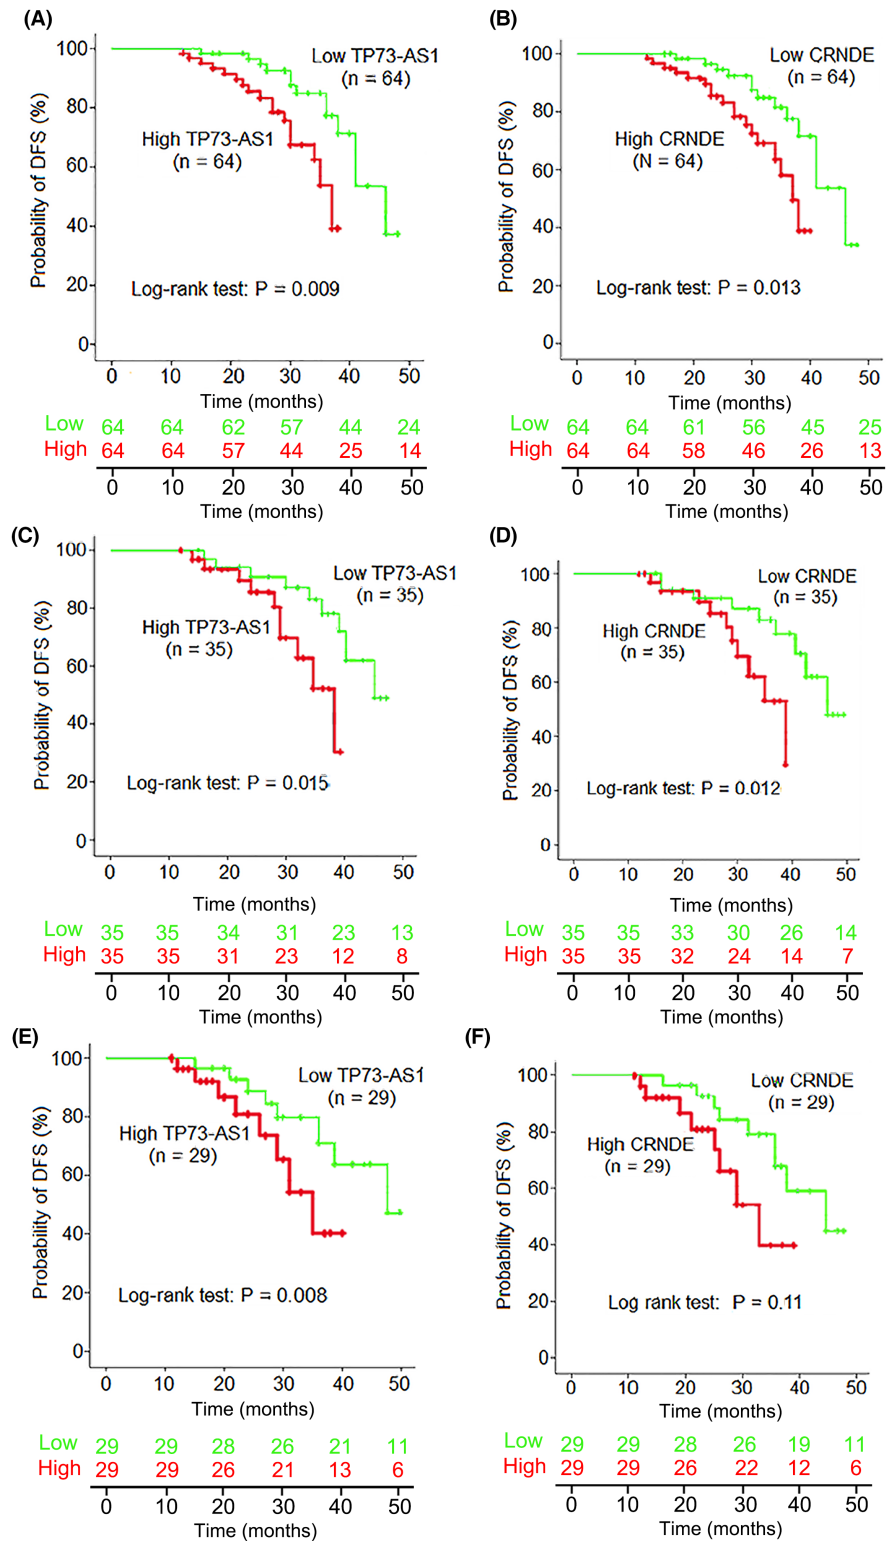 (A)
Probability of DFS (%)
100
80
60
40
20
0
Low TP73-AS1
(n = 64)
High TP73-AS1
(n = 64)
Log-rank test: P = 0.009
0 10 20 30 40 50
Time (months)
Low 64 64 62 57 44 24
High 64 64 57 44 25 14
0 10 20 30 40 50
Time (months)
(B)
Probability of DFS (%)
100
80
60
40
20
0
Low CRNDE
(n = 64)
High CRNDE
(N = 64)
Log-rank test: P = 0.013
0 10 20 30 40 50
Time (months)
Low 64 64 61 56 45 25
High 64 64 58 46 26 13
0 10 20 30 40 50
Time (months)
(C)
Probability of DFS (%)
100
80
60
40
20
0
Low TP73-AS1
(n = 35)
High TP73-AS1
(n = 35)
Log-rank test: P = 0.015
0 10 20 30 40 50
Time (months)
Low 35 35 34 31 23 13
High 35 35 31 23 12 8
0 10 20 30 40 50
Time (months)
(D)
Probability of DFS (%)
100
80
60
40
20
0
Low CRNDE
(n = 35)
High CRNDE
(n = 35)
Log-rank test: P = 0.012
0 10 20 30 40 50
Time (months)
Low 35 35 33 30 26 14
High 35 35 32 24 14 7
0 10 20 30 40 50
Time (months)
(E)
Probability of DFS (%)
100
80
60
40
20
0
Low TP73-AS1
(n = 29)
High TP73-AS1
(n = 29)
Log-rank test: P = 0.008
0 10 20 30 40 50
Time (months)
Low 29 29 28 26 21 11
High 29 29 26 21 13 6
0 10 20 30 40 50
Time (months)
(F)
Probability of DFS (%)
100
80
60
40
20
0
Low CRNDE
(n = 29)
High CRNDE
(n = 29)
Log rank test: P = 0.11
0 10 20 30 40 50
Time (months)
Low 29 29 28 26 19 11
High 29 29 26 22 12 6
0 10 20 30 40 50
Time (months)